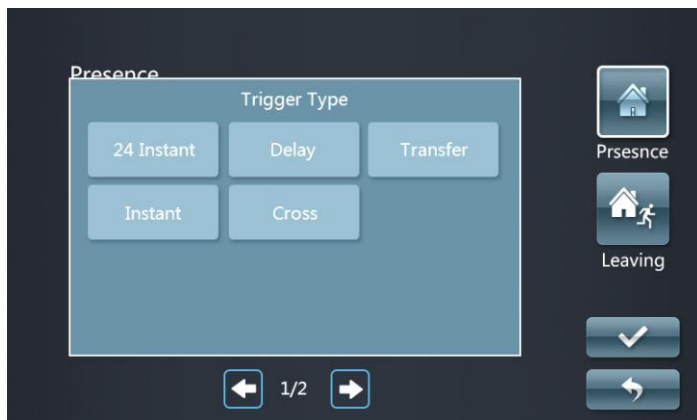 Presence
Trigger Type
24 Instant Delay Transfer
Instant Cross
Prsesnce
Leaving
1/2